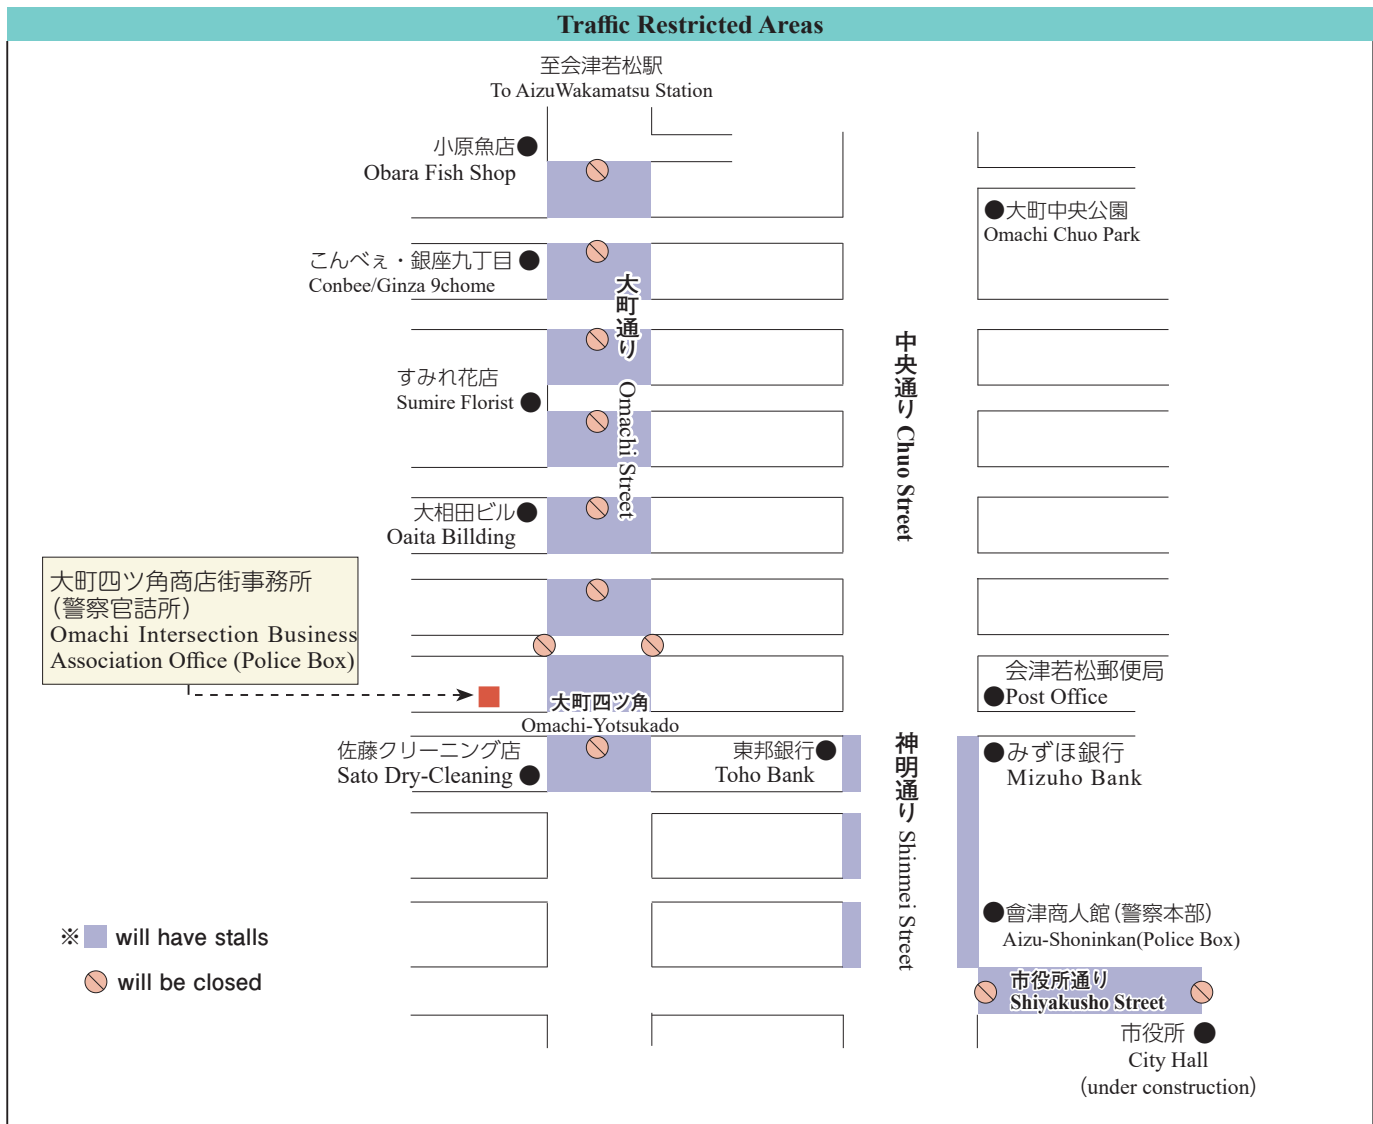 Traffic Restricted Areas
至会津若松駅
To AizuWakamatsu Station
小原魚店
Obara Fish Shop
大町中央公園
Omachi Chuo Park
こんべぇ・銀座九丁目
Conbee/Ginza 9chome
大町通り Omachi Street
中央通り Chuo Street
すみれ花店
Sumire Florist
大相田ビル
Oaita Billding
大町四ツ角商店街事務所
(警察官詰所)
Omachi Intersection Business
Association Office (Police Box)
会津若松郵便局
Post Office
大町四ツ角
Omachi-Yotsukado
佐藤クリーニング店
Sato Dry-Cleaning
東邦銀行
Toho Bank
神明通り Shinmei Street
みずほ銀行
Mizuho Bank
會津商人館(警察本部)
Aizu-Shoninkan(Police Box)
※ will have stalls
will be closed
市役所通り
Shiyakusho Street
市役所
City Hall
(under construction)